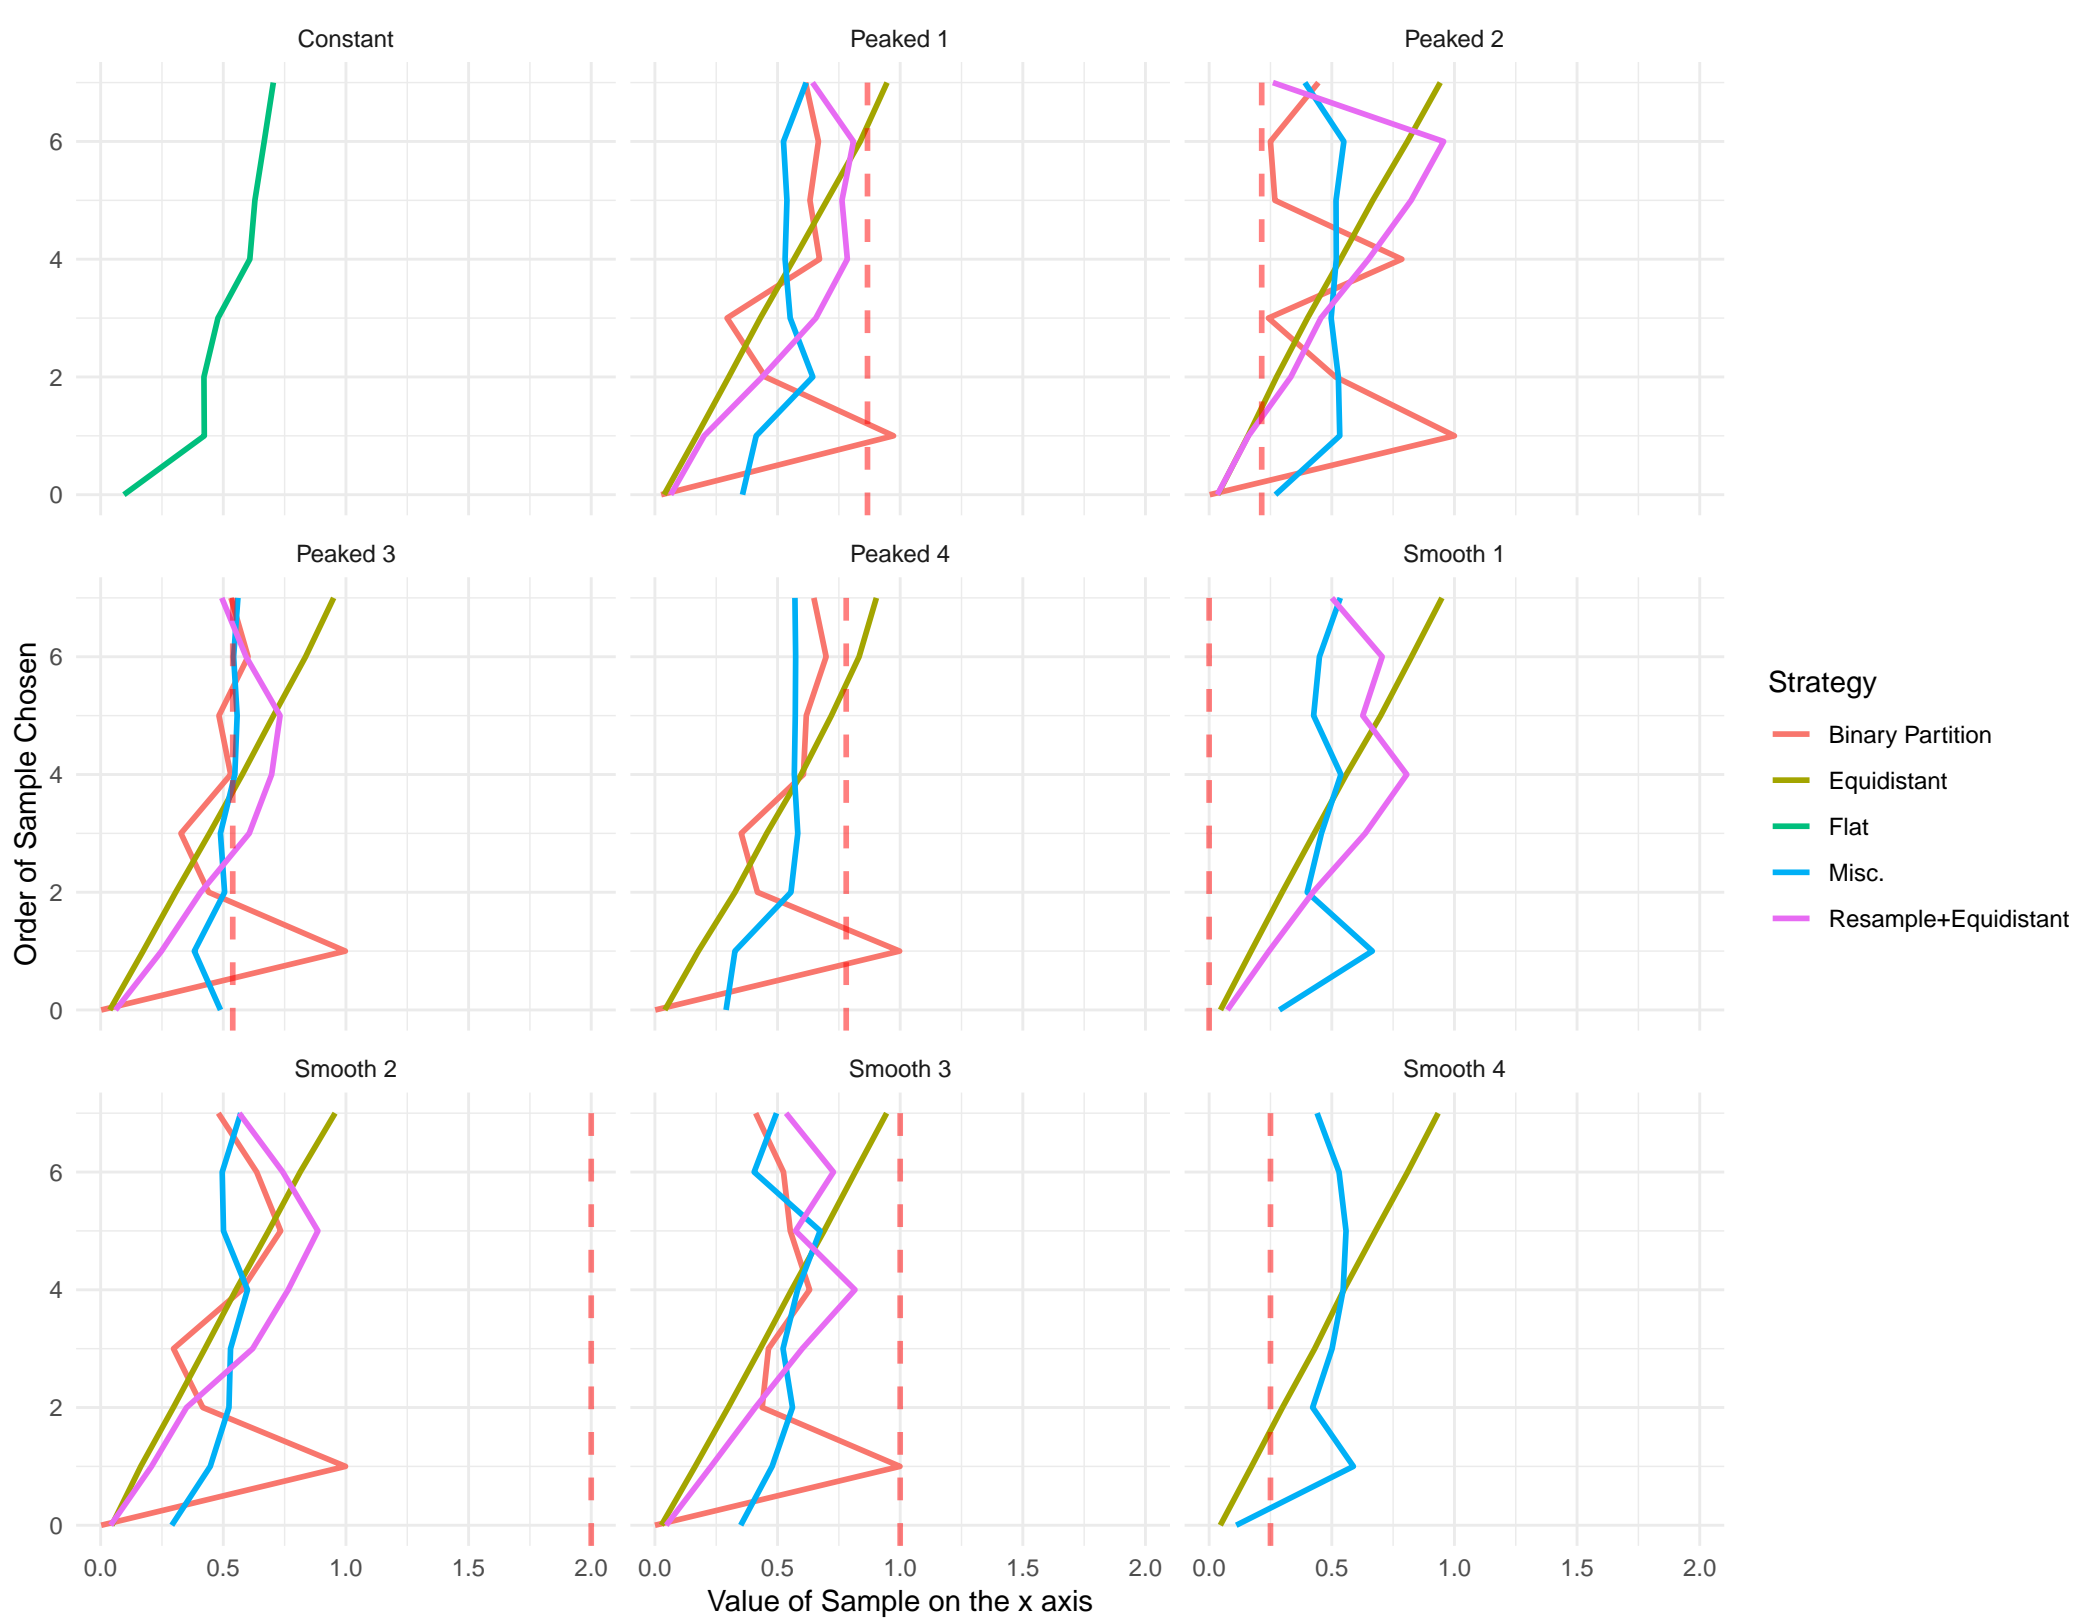 Constant
Peaked 1
Peaked 2
6
4
2
0
Peaked 3
Peaked 4
Smooth 1
6
4
2
0
Order of Sample Chosen
Smooth 2
Smooth 3
Smooth 4
6
4
2
0
0.0 0.5 1.0 1.5 2.0
0.0 0.5 1.0 1.5 2.0
0.0 0.5 1.0 1.5 2.0
Value of Sample on the x axis
Strategy
Binary Partition
Equidistant
Flat
Misc.
Resample+Equidistant